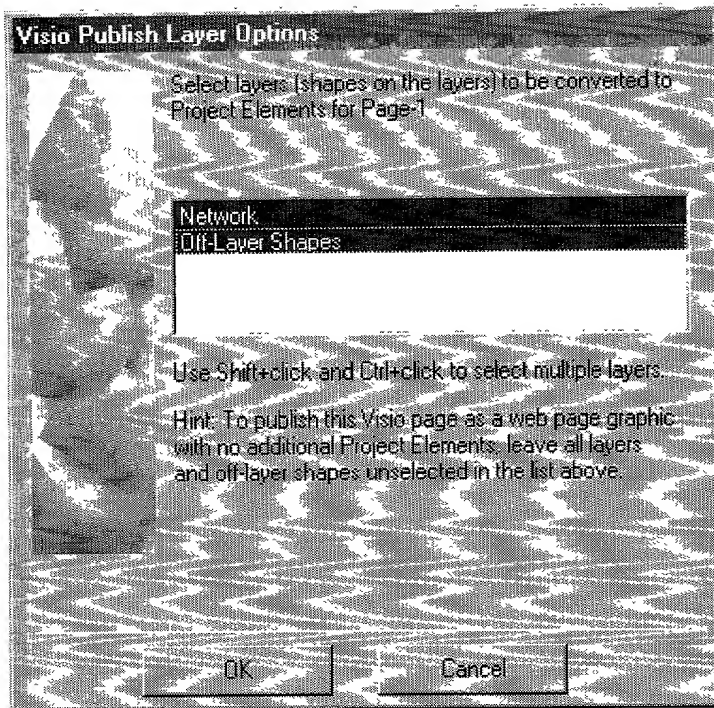 Visio Publish Layer Options
Select layers (shapes on the layers) to be converted to
Project Elements for Page-1
Network
Off-Layer Shapes
Use Shift+click and Ctrl+click to select multiple layers.
Hint: To publish this Visio page as a web page graphic
with no additional Project Elements, leave all layers
and off-layer shapes unselected in the list above.
OK
Cancel